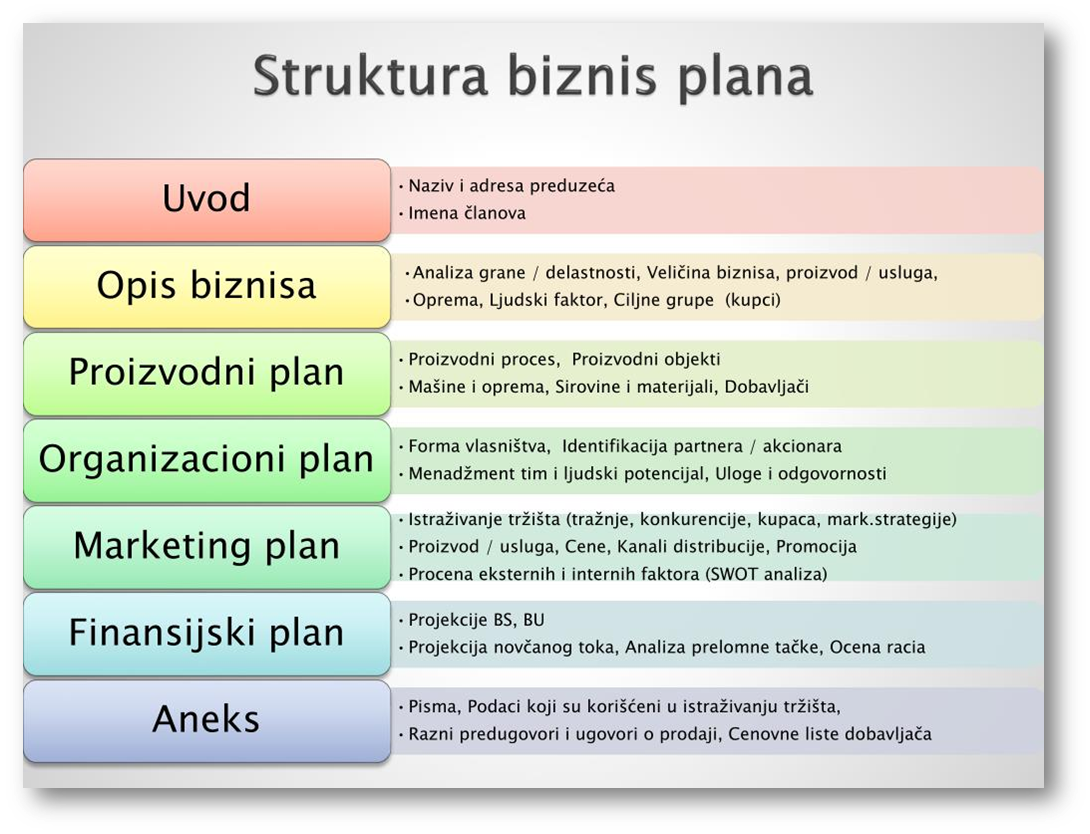 Struktura biznis plana
Uvod
• Naziv i adresa preduzeća
• Imena članova
Opis biznisa
• Analiza grane / delastnosti, Veličina biznisa, proizvod / usluga,
• Oprema, Ljudski faktor, Ciljne grupe (kupci)
Proizvodni plan
• Proizvodni proces, Proizvodni objekti
• Mašine i oprema, Sirovine i materijali, Dobavljači
Organizacioni plan
• Forma vlasništva, Identifikacija partnera / akcionara
• Menadžment tim i ljudski potencijal, Uloge i odgovornosti
Marketing plan
• Istraživanje tržišta (tražnje, konkurencije, kupaca, mark.strategije)
• Proizvod / usluga, Cene, Kanali distribucije, Promocija
• Procena eksternih i internih faktora (SWOT analiza)
Finansijski plan
• Projekcije BS, BU
• Projekcija novčanog toka, Analiza prelomne tačke, Ocena racia
Aneks
• Pisma, Podaci koji su korišćeni u istraživanju tržišta,
• Razni predugovori i ugovori o prodaji, Cenovne liste dobavljača